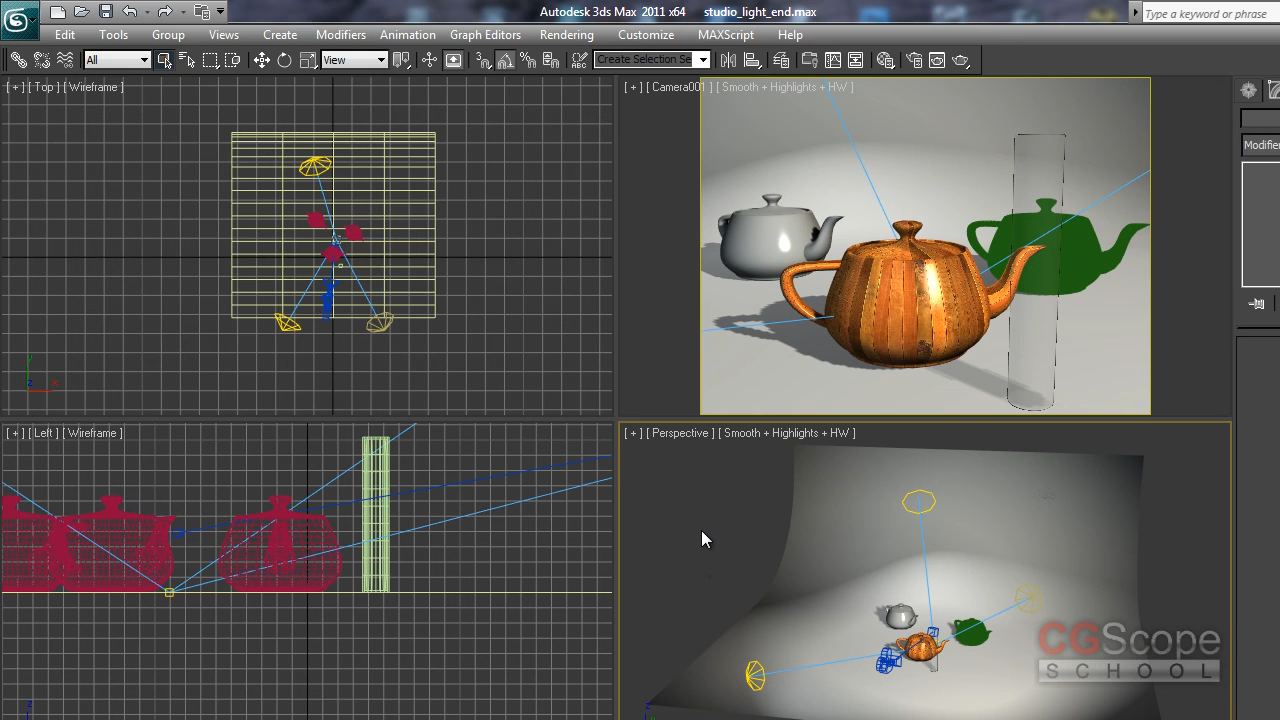 Autodesk 3ds Max 2011 x64 studio_light_end.max
Type a keyword or phrase
Edit Tools Group Views Create Modifiers Animation Graph Editors Rendering Customize MAXScript Help
All View Create Selection Se
[ + ] [ Top ] [ Wireframe ]
[ + ] [ Camera001 ] [ Smooth + Highlights + HW ]
Modifier
y
z x
[ + ] [ Left ] [ Wireframe ]
[ + ] [ Perspective ] [ Smooth + Highlights + HW ]
CGScope
SCHOOL
z
z